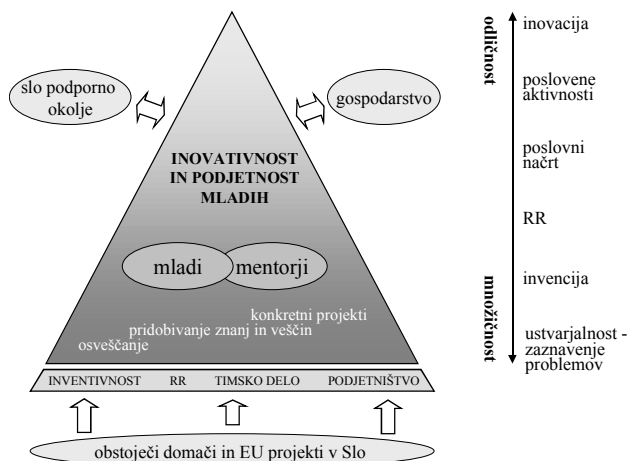 slo podporno
okolje
gospodarstvo
INOVATIVNOST
IN PODJETNOST
MLADIH
mladi
mentorji
konkretni projekti
pridobivanje znanj in veščin
osveščanje
INVENTIVNOST
RR
TIMSKO DELO
PODJETNIŠTVO
obstoječi domači in EU projekti v Slo
odličnost
množičnost
inovacija
poslovene
aktivnosti
poslovni
načrt
RR
invencija
ustvarjalnost -
zaznavenje
problemov